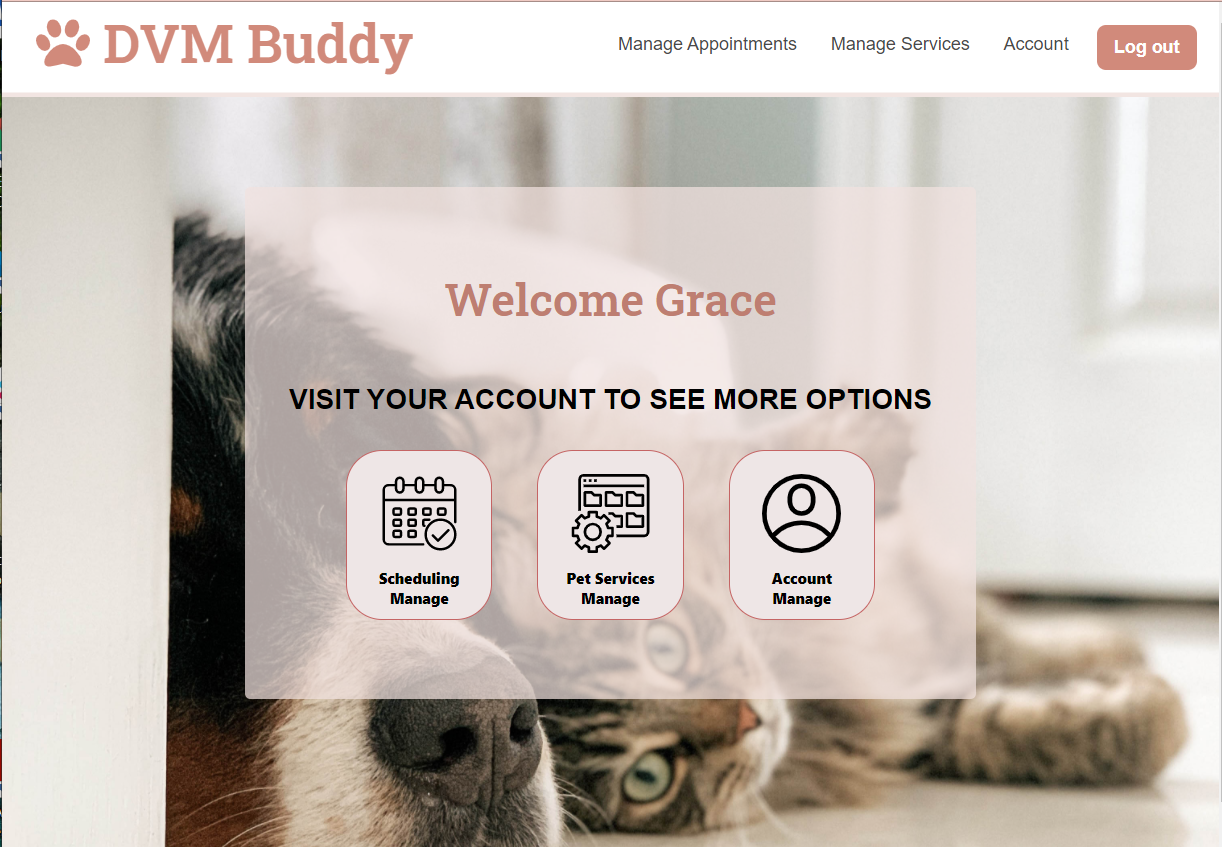 DVM Buddy
Manage Appointments
Manage Services
Account
Log out
Welcome Grace
VISIT YOUR ACCOUNT TO SEE MORE OPTIONS
Scheduling
Manage
Pet Services
Manage
Account
Manage